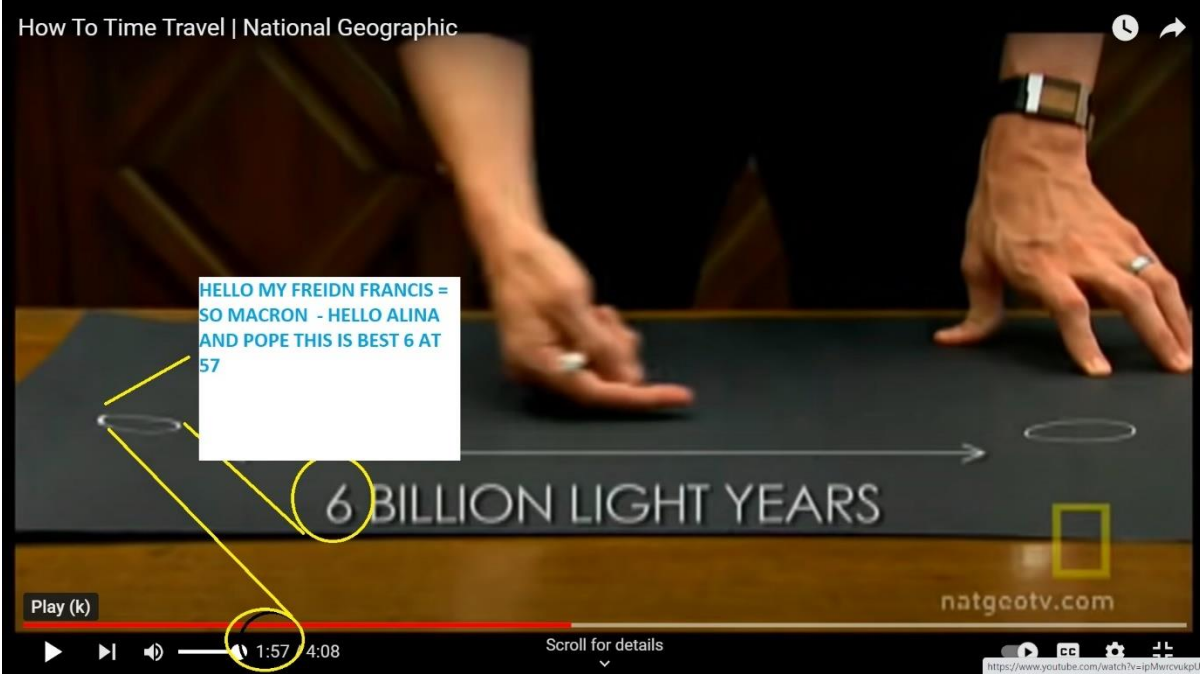 How To Time Travel | National Geographic
HELLO MY FREIDN FRANCIS =
SO MACRON - HELLO ALINA
AND POPE THIS IS BEST 6 AT
57
6 BILLION LIGHT YEARS
natgeotv.com
Play (k)
1:57 / 4:08
Scroll for details
CC
https://www.youtube.com/watch?v=ipMwrcvukpU